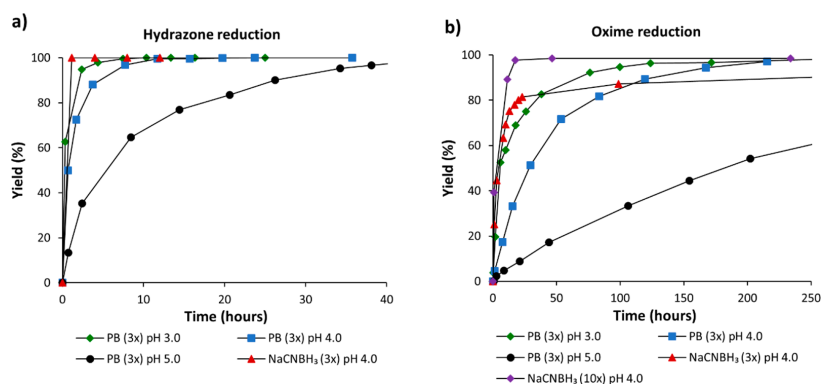 a)
Hydrazone reduction
Yield (%)
100
80
60
40
20
0
0 10 20 30 40
Time (hours)
PB (3x) pH 3.0 PB (3x) pH 4.0
PB (3x) pH 5.0 NaCNBH₃ (3x) pH 4.0
b)
Oxime reduction
Yield (%)
100
80
60
40
20
0
0 50 100 150 200 250
Time (hours)
PB (3x) pH 3.0 PB (3x) pH 4.0
PB (3x) pH 5.0 NaCNBH₃ (3x) pH 4.0
NaCNBH₃ (10x) pH 4.0